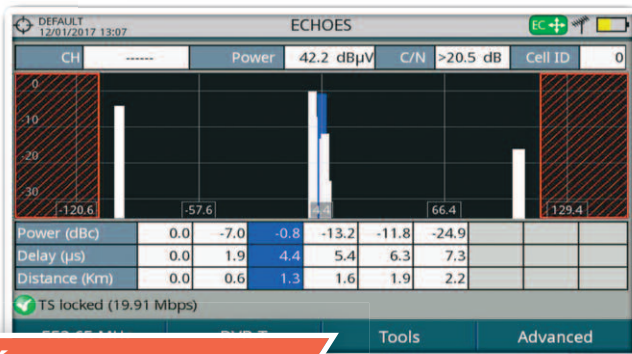 DEFAULT
12/01/2017 13:07
ECHOES
EC
CH ------ Power 42.2 dBµV C/N >20.5 dB Cell ID 0
0
-10
-20
-30
-120.6 -57.6 4.4 66.4 129.4
Power (dBc) 0.0 -7.0 -0.8 -13.2 -11.8 -24.9
Delay (µs) 0.0 1.9 4.4 5.4 6.3 7.3
Distance (Km) 0.0 0.6 1.3 1.6 1.9 2.2
TS locked (19.91 Mbps)
Tools Advanced